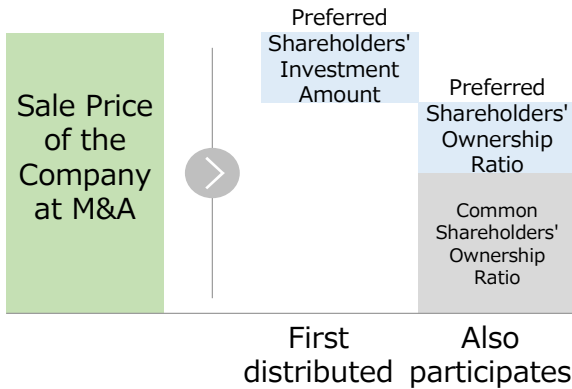 Sale Price
of the
Company
at M&A
Preferred
Shareholders'
Investment
Amount
Preferred
Shareholders'
Ownership
Ratio
Common
Shareholders'
Ownership
Ratio
First
distributed
Also
participates